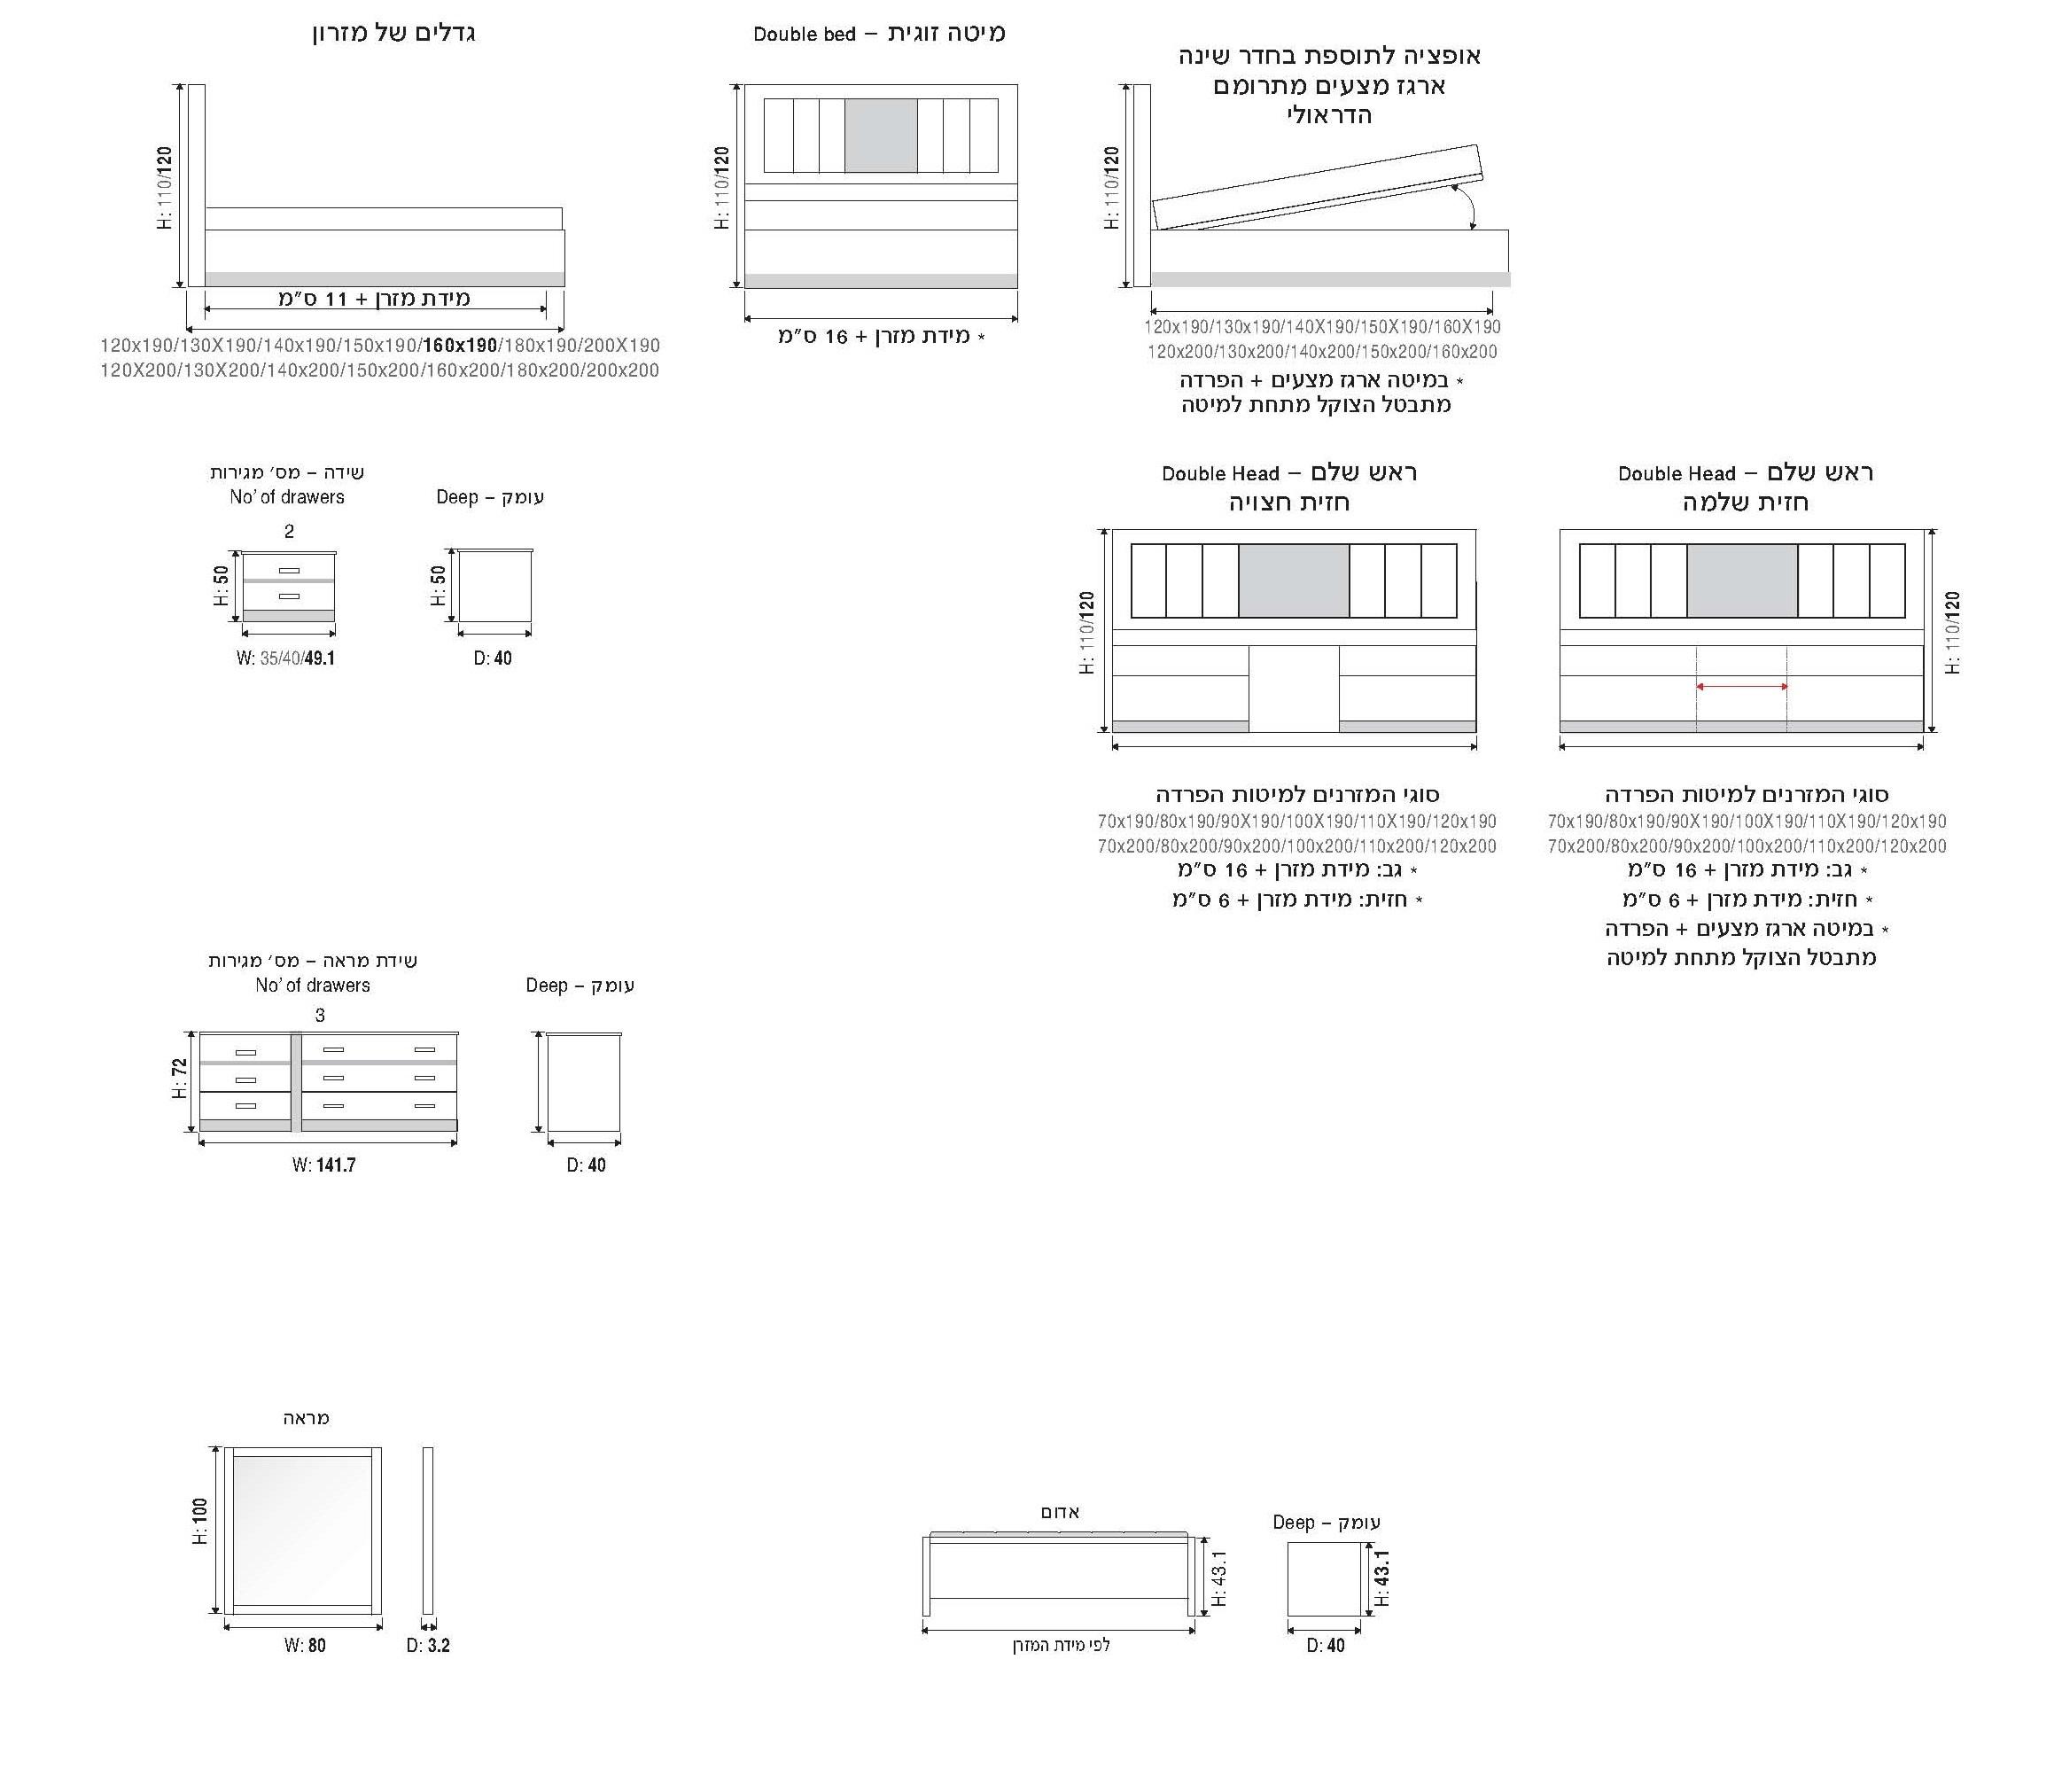 גדלים של מזרון
H: 110/120
מידת מזרן + 11 ס"מ
120x190/130X190/140x190/150x190/160x190/180x190/200X190
120X200/130X200/140x200/150x200/160x200/180x200/200x200
Double bed – מיטה זוגית
H: 110/120
* מידת מזרן + 16 ס"מ
אופציה לתוספת בחדר שינה
ארגז מצעים מתרומם
הדראולי
H: 110/120
120x190/130x190/140X190/150X190/160X190
120x200/130x200/140x200/150x200/160x200
* במיטה ארגז מצעים + הפרדה
מתבטל הצוקל מתחת למיטה
שידה – מס' מגירות
No' of drawers
2
H: 50
W: 35/40/49.1
Deep – עומק
H: 50
D: 40
Double Head – ראש שלם
חזית חצויה
H: 110/120
סוגי המזרנים למיטות הפרדה
70x190/80x190/90X190/100X190/110X190/120x190
70x200/80x200/90x200/100x200/110x200/120x200
* גב: מידת מזרן + 16 ס"מ
* חזית: מידת מזרן + 6 ס"מ
Double Head – ראש שלם
חזית שלמה
H: 110/120
סוגי המזרנים למיטות הפרדה
70x190/80x190/90X190/100X190/110X190/120x190
70x200/80x200/90x200/100x200/110x200/120x200
* גב: מידת מזרן + 16 ס"מ
* חזית: מידת מזרן + 6 ס"מ
* במיטה ארגז מצעים + הפרדה
מתבטל הצוקל מתחת למיטה
שידת מראה – מס' מגירות
No' of drawers
3
H: 72
W: 141.7
Deep – עומק
D: 40
מראה
H: 100
W: 80
D: 3.2
אדום
H: 43.1
לפי מידת המזרן
Deep – עומק
H: 43.1
D: 40